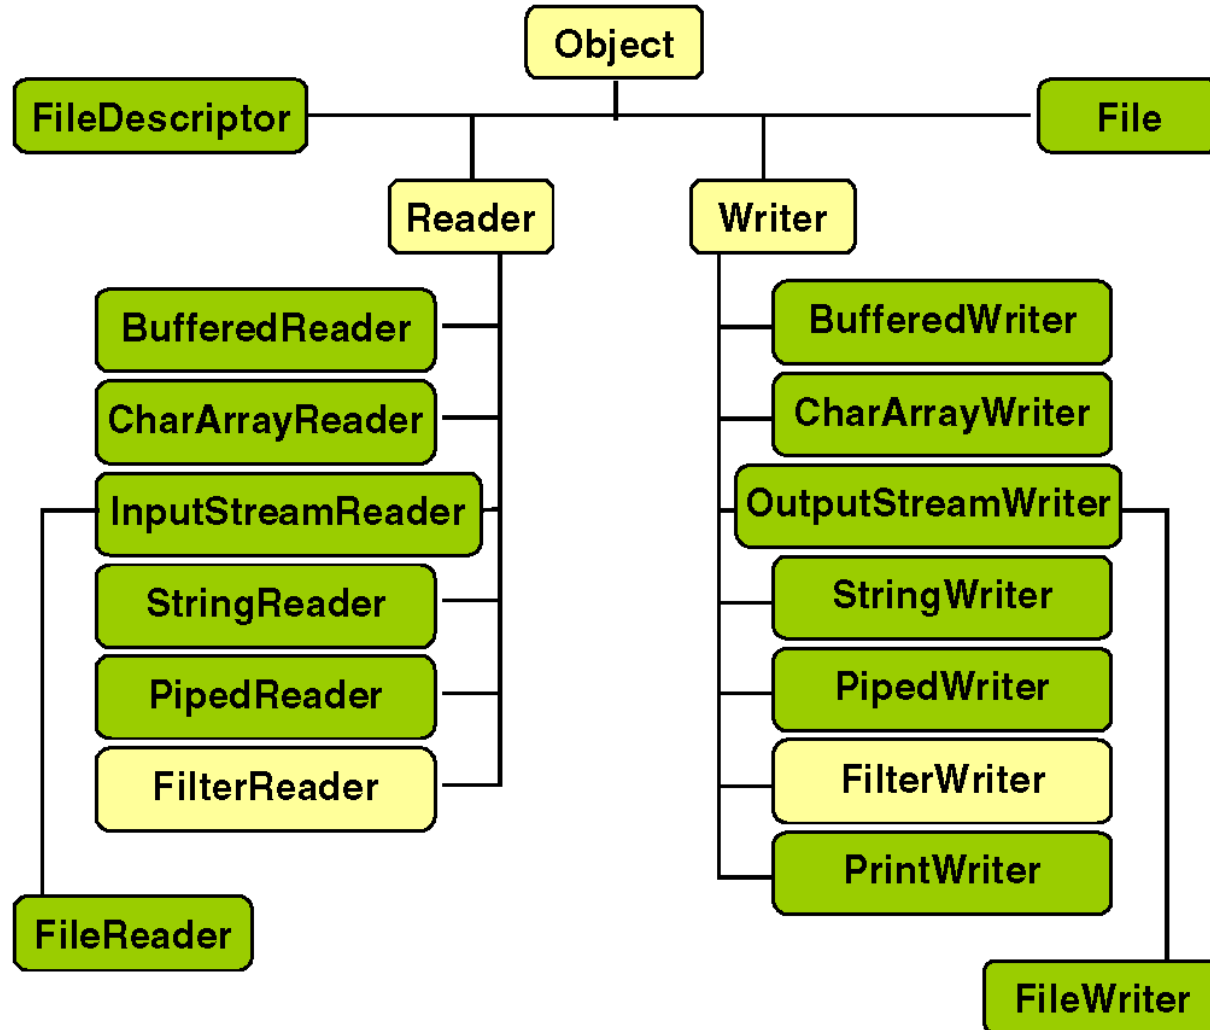 Object
FileDescriptor
File
Reader
Writer
BufferedReader
BufferedWriter
CharArrayReader
CharArrayWriter
InputStreamReader
OutputStreamWriter
StringReader
StringWriter
PipedReader
PipedWriter
FilterReader
FilterWriter
PrintWriter
FileReader
FileWriter